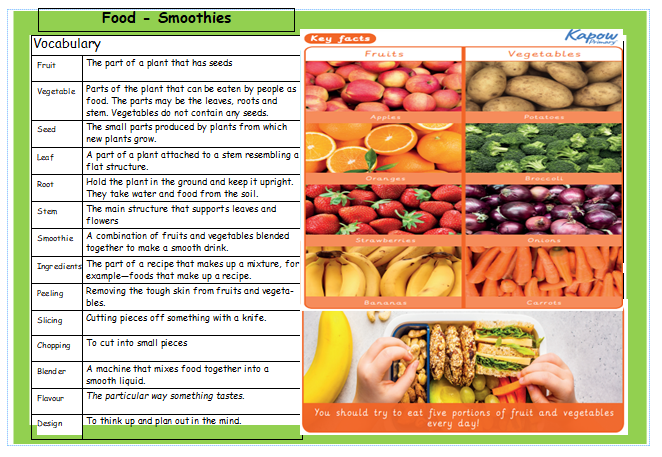 Food - Smoothies
Vocabulary
Fruit
The part of a plant that has seeds
Vegetable
Parts of the plant that can be eaten by people as
food. The parts may be the leaves, roots and
stem. Vegetables do not contain any seeds.
Seed
The small parts produced by plants from which
new plants grow.
Leaf
A part of a plant attached to a stem resembling a
flat structure.
Root
Hold the plant in the ground and keep it upright.
They take water and food from the soil.
Stem
The main structure that supports leaves and
flowers
Smoothie
A combination of fruits and vegetables blended
together to make a smooth drink.
Ingredients
The part of a recipe that makes up a mixture, for
example—foods that make up a recipe.
Peeling
Removing the tough skin from fruits and vegeta-
bles.
Slicing
Cutting pieces off something with a knife.
Chopping
To cut into small pieces
Blender
A machine that mixes food together into a
smooth liquid.
Flavour
The particular way something tastes.
Design
To think up and plan out in the mind.
Key facts
Kapow
Primary
Fruits
Vegetables
Apples
Potatoes
Oranges
Broccoli
Strawberries
Onions
Bananas
Carrots
You should try to eat five portions of fruit and vegetables
every day!